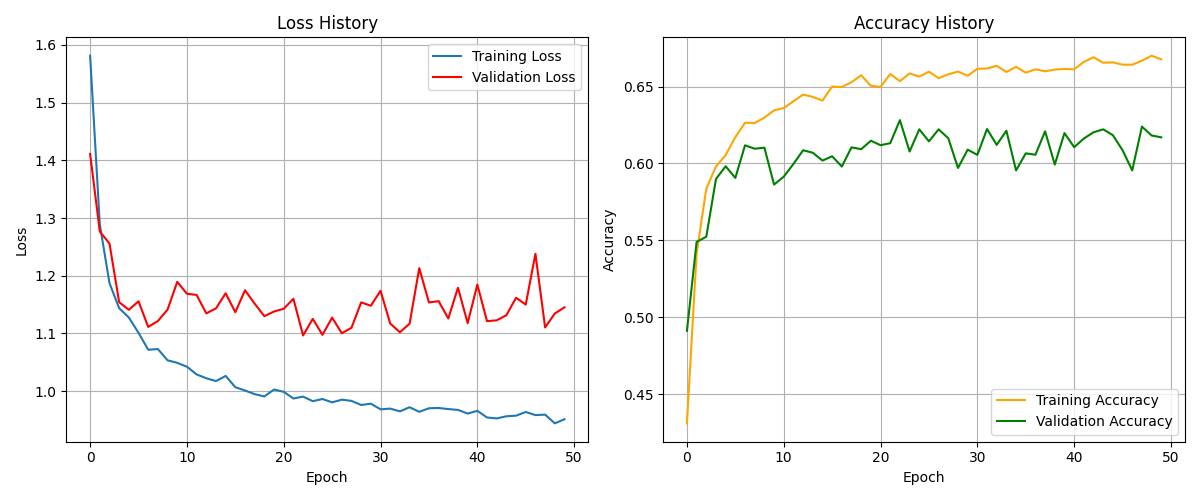 Loss History
1.6
1.5
1.4
1.3
1.2
1.1
1.0
Loss
0 10 20 30 40 50
Epoch
Training Loss
Validation Loss
Accuracy History
0.65
0.60
0.55
0.50
0.45
Accuracy
0 10 20 30 40 50
Epoch
Training Accuracy
Validation Accuracy